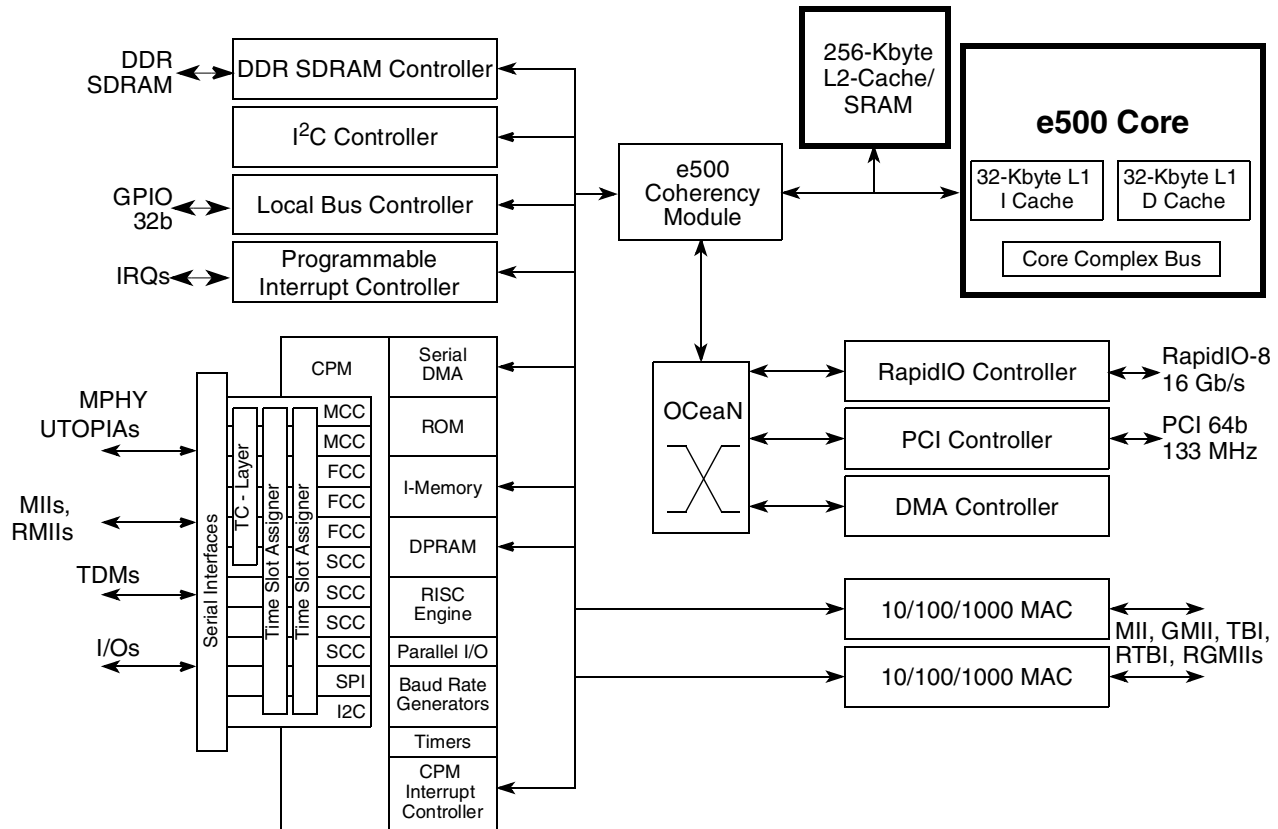 DDR
SDRAM
DDR SDRAM Controller
I²C Controller
GPIO
32b
Local Bus Controller
IRQs
Programmable
Interrupt Controller
256-Kbyte
L2-Cache/
SRAM
e500 Core
32-Kbyte L1
I Cache
32-Kbyte L1
D Cache
Core Complex Bus
e500
Coherency
Module
OCeaN
RapidIO Controller
RapidIO-8
16 Gb/s
PCI Controller
PCI 64b
133 MHz
DMA Controller
10/100/1000 MAC
10/100/1000 MAC
MII, GMII, TBI,
RTBI, RGMIIs
MPHY
UTOPIAs
MIIs,
RMIIs
TDMs
I/Os
Serial Interfaces
TC - Layer
Time Slot Assigner
Time Slot Assigner
CPM
MCC
MCC
FCC
FCC
FCC
SCC
SCC
SCC
SCC
SPI
I2C
Serial
DMA
ROM
I-Memory
DPRAM
RISC
Engine
Parallel I/O
Baud Rate
Generators
Timers
CPM
Interrupt
Controller